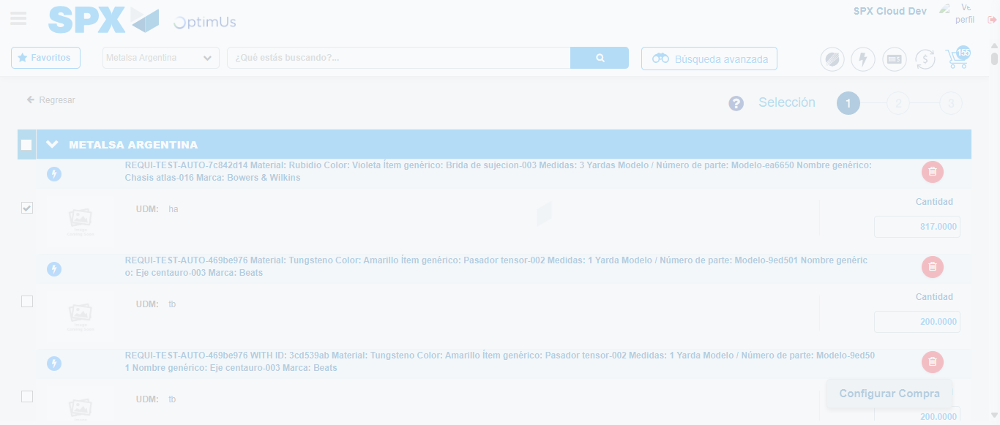 SPX
OptimUs
SPX Cloud Dev
Ve
perfil
Favoritos
Metalsa Argentina
¿Qué estás buscando?...
Búsqueda avanzada
155
Regresar
?
Selección
1
2
3
METALSA ARGENTINA
REQUI-TEST-AUTO-7c842d14 Material: Rubidio Color: Violeta Ítem genérico: Brida de sujecion-003 Medidas: 3 Yardas Modelo / Número de parte: Modelo-ea6650 Nombre genérico:
Chasis atlas-016 Marca: Bowers & Wilkins
UDM: ha
Cantidad
817.0000
REQUI-TEST-AUTO-469be976 Material: Tungsteno Color: Amarillo Ítem genérico: Pasador tensor-002 Medidas: 1 Yarda Modelo / Número de parte: Modelo-9ed501 Nombre genéric
o: Eje centauro-003 Marca: Beats
UDM: tb
Cantidad
200.0000
REQUI-TEST-AUTO-469be976 WITH ID: 3cd539ab Material: Tungsteno Color: Amarillo Ítem genérico: Pasador tensor-002 Medidas: 1 Yarda Modelo / Número de parte: Modelo-9ed50
1 Nombre genérico: Eje centauro-003 Marca: Beats
UDM: tb
Configurar Compra
200.0000